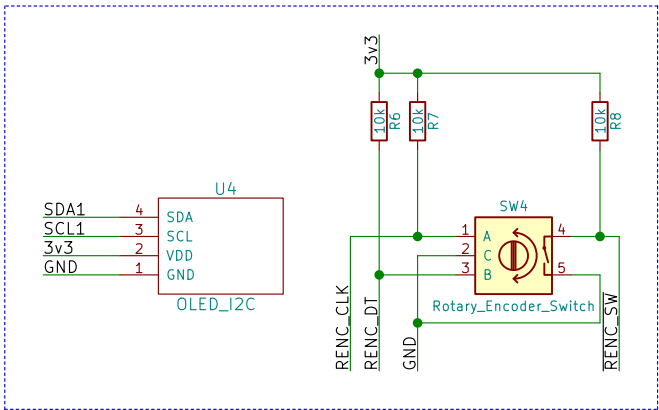 3v3
10k
R6
10k
R7
10k
R8
U4
SDA1
4
SDA
SCL1
3
SCL
3v3
2
VDD
GND
1
GND
OLED_I2C
SW4
1
A
4
2
C
3
B
5
Rotary_Encoder_Switch
RENC_CLK
RENC_DT
GND
RENC_SW